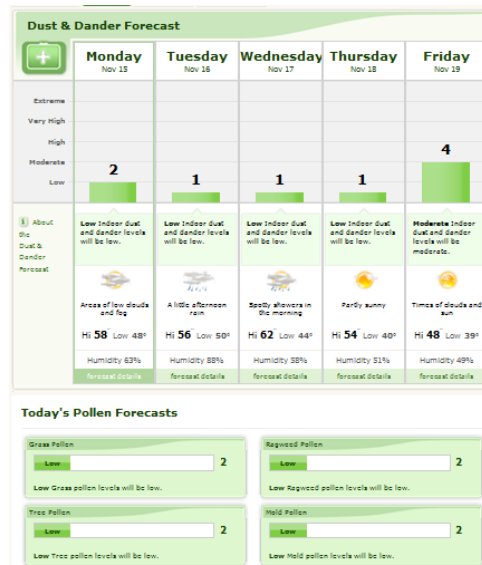 Dust & Dander Forecast
Monday
Nov 15
Tuesday
Nov 16
Wednesday
Nov 17
Thursday
Nov 18
Friday
Nov 19
Extreme
Very High
High
Moderate
Low
2
1
1
1
4
About
the
Dust &
Dander
Forecast
Low Indoor dust
and dander levels
will be low.
Low Indoor dust
and dander levels
will be low.
Low Indoor dust
and dander levels
will be low.
Low Indoor dust
and dander levels
will be low.
Moderate Indoor
dust and dander
levels will be
moderate.
Areas of low clouds
and fog
A little afternoon
rain
Spotty showers in
the morning
Partly sunny
Times of clouds and
sun
Hi 58° Low 48°
Hi 56° Low 50°
Hi 62° Low 44°
Hi 54° Low 40°
Hi 48° Low 39°
Humidity 63%
Humidity 88%
Humidity 58%
Humidity 51%
Humidity 49%
forecast details
forecast details
forecast details
forecast details
forecast details
Today's Pollen Forecasts
Grass Pollen
Low 2
Low Grass pollen levels will be low.
Ragweed Pollen
Low 2
Low Ragweed pollen levels will be low.
Tree Pollen
Low 2
Low Tree pollen levels will be low.
Mold Pollen
Low 2
Low Mold pollen levels will be low.